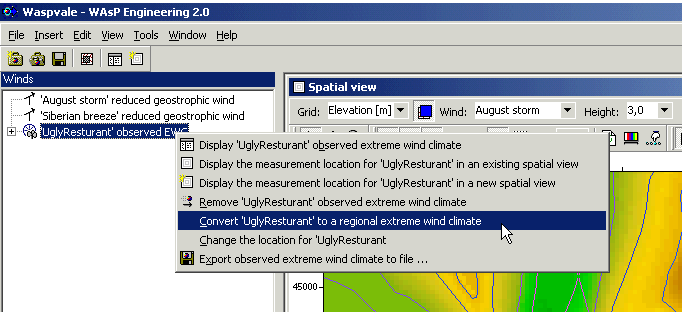 Waspvale - WAsP Engineering 2.0
File Insert Edit View Tools Window Help
Winds
'August storm' reduced geostrophic wind
'Siberian breeze' reduced geostrophic wind
'UglyResturant' observed EWC
Spatial view
Grid: Elevation [m] Wind: August storm Height: 3,0
Display 'UglyResturant' observed extreme wind climate
Display the measurement location for 'UglyResturant' in an existing spatial view
Display the measurement location for 'UglyResturant' in a new spatial view
Remove 'UglyResturant' observed extreme wind climate
Convert 'UglyResturant' to a regional extreme wind climate
Change the location for 'UglyResturant
Export observed extreme wind climate to file ...
45000